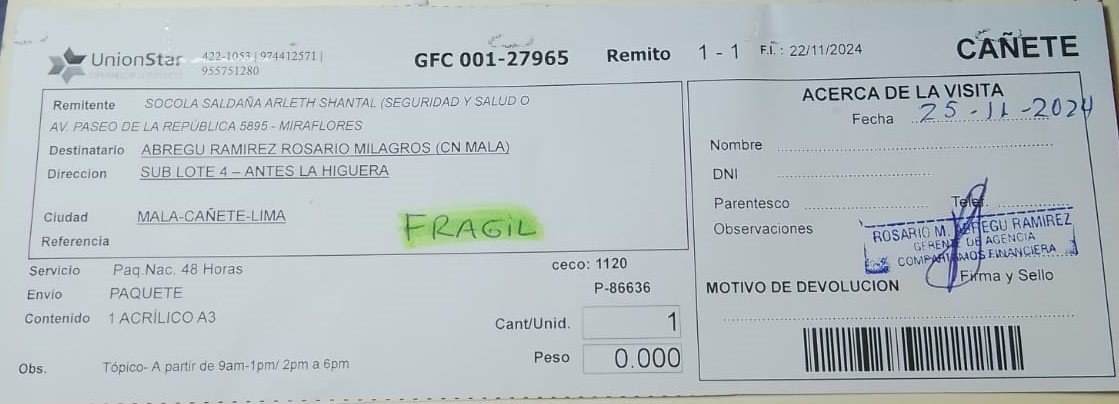 UnionStar
422-1053 | 974412571 |
955751280
GFC 001-27965
Remito 1 - 1 F.I. : 22/11/2024
CAÑETE
Remitente SOCOLA SALDAÑA ARLETH SHANTAL (SEGURIDAD Y SALUD O
AV. PASEO DE LA REPÚBLICA 5895 - MIRAFLORES
Destinatario ABREGU RAMIREZ ROSARIO MILAGROS (CN MALA)
Direccion SUB LOTE 4 – ANTES LA HIGUERA
Ciudad MALA-CAÑETE-LIMA
FRAGIL
Referencia
Servicio Paq.Nac. 48 Horas
Envío PAQUETE
Contenido 1 ACRÍLICO A3
ceco: 1120
P-86636
Cant/Unid. 1
Peso 0.000
Obs. Tópico- A partir de 9am-1pm/ 2pm a 6pm
ACERCA DE LA VISITA
Fecha 25-11-2024
Nombre
DNI
Parentesco Telef.
Observaciones
ROSARIO M. ABREGU RAMIREZ
GERENTE DE AGENCIA
COMPARTAMOS FINANCIERA
Firma y Sello
MOTIVO DE DEVOLUCION